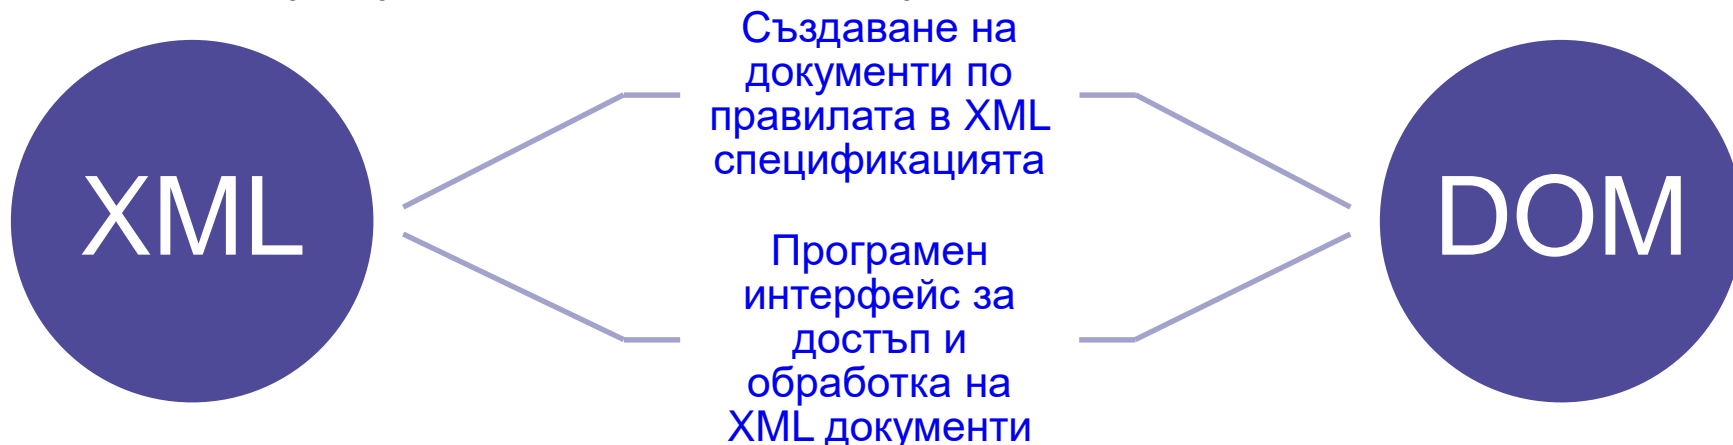 Създаване на
документи по
правилата в XML
спецификацията
XML
DOM
Програмен
интерфейс за
достъп и
обработка на
XML документи